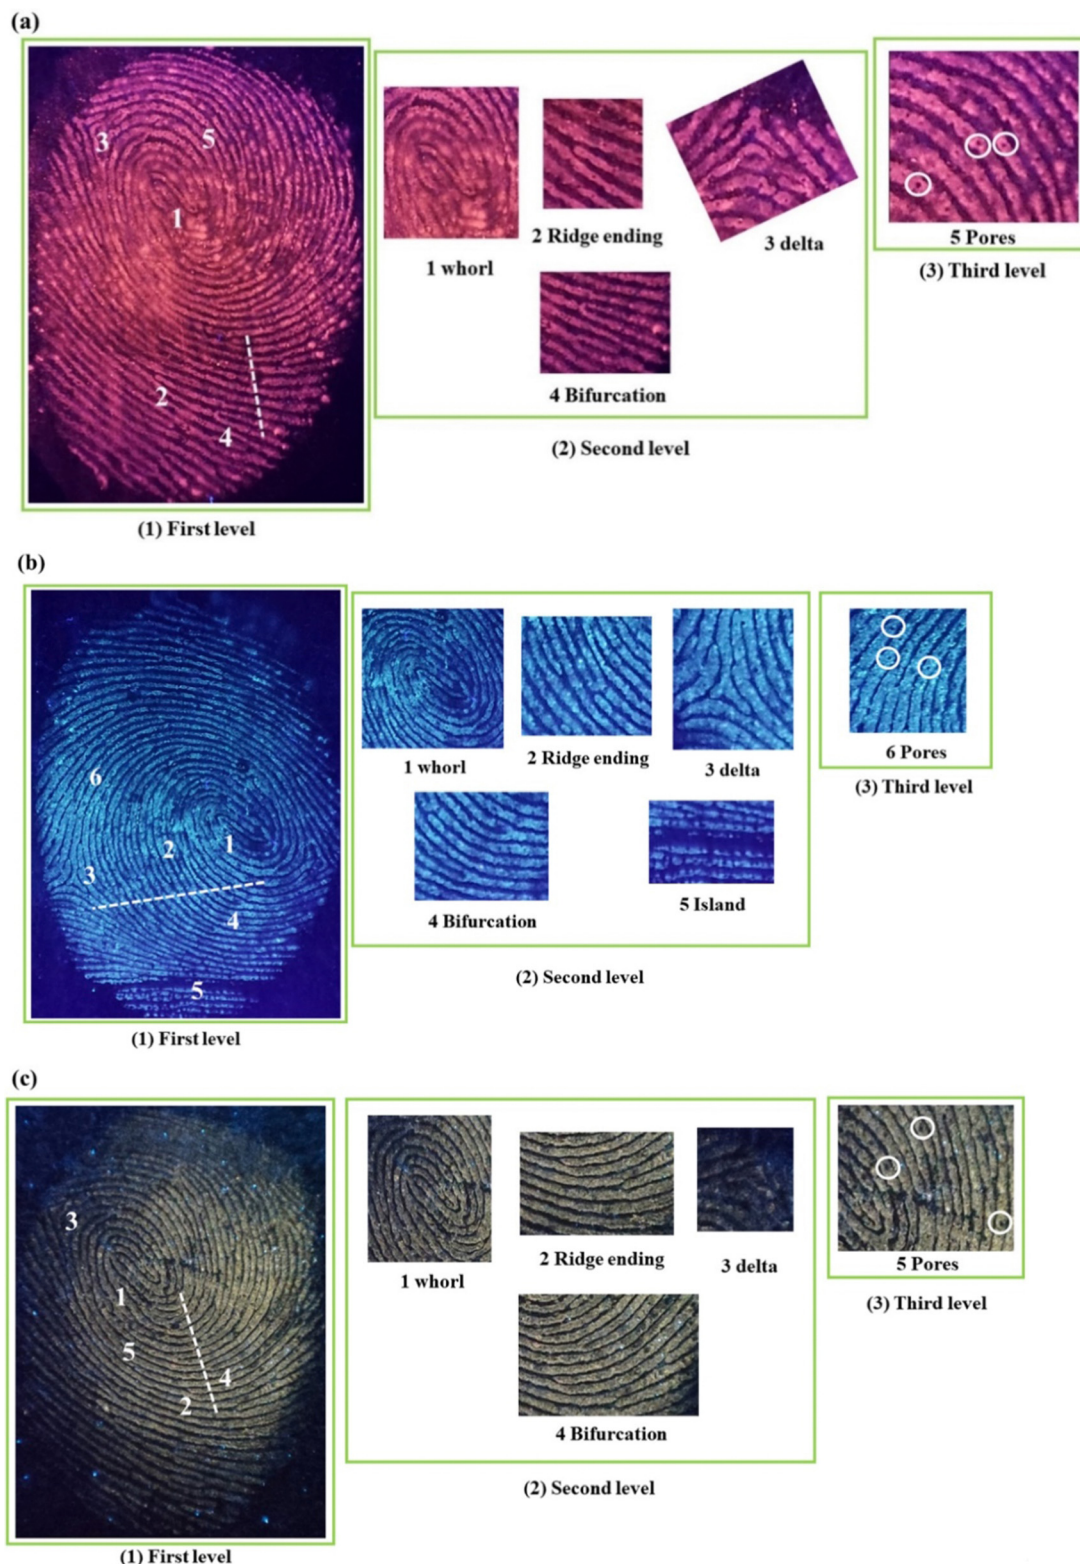 (a)
3
5
1
2
4
(1) First level
1 whorl
2 Ridge ending
3 delta
4 Bifurcation
(2) Second level
5 Pores
(3) Third level
(b)
6
2
1
3
4
5
(1) First level
1 whorl
2 Ridge ending
3 delta
4 Bifurcation
5 Island
(2) Second level
6 Pores
(3) Third level
(c)
3
1
5
4
2
(1) First level
1 whorl
2 Ridge ending
3 delta
4 Bifurcation
(2) Second level
5 Pores
(3) Third level